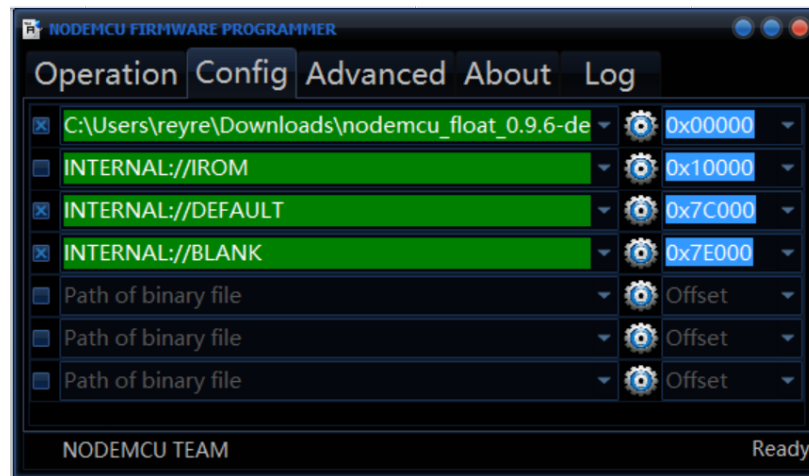 NODEMCU FIRMWARE PROGRAMMER
Operation Config Advanced About Log
C:\Users\reyre\Downloads\nodemcu_float_0.9.6-de 0x00000
INTERNAL://IROM 0x10000
INTERNAL://DEFAULT 0x7C000
INTERNAL://BLANK 0x7E000
Path of binary file Offset
Path of binary file Offset
Path of binary file Offset
NODEMCU TEAM Ready